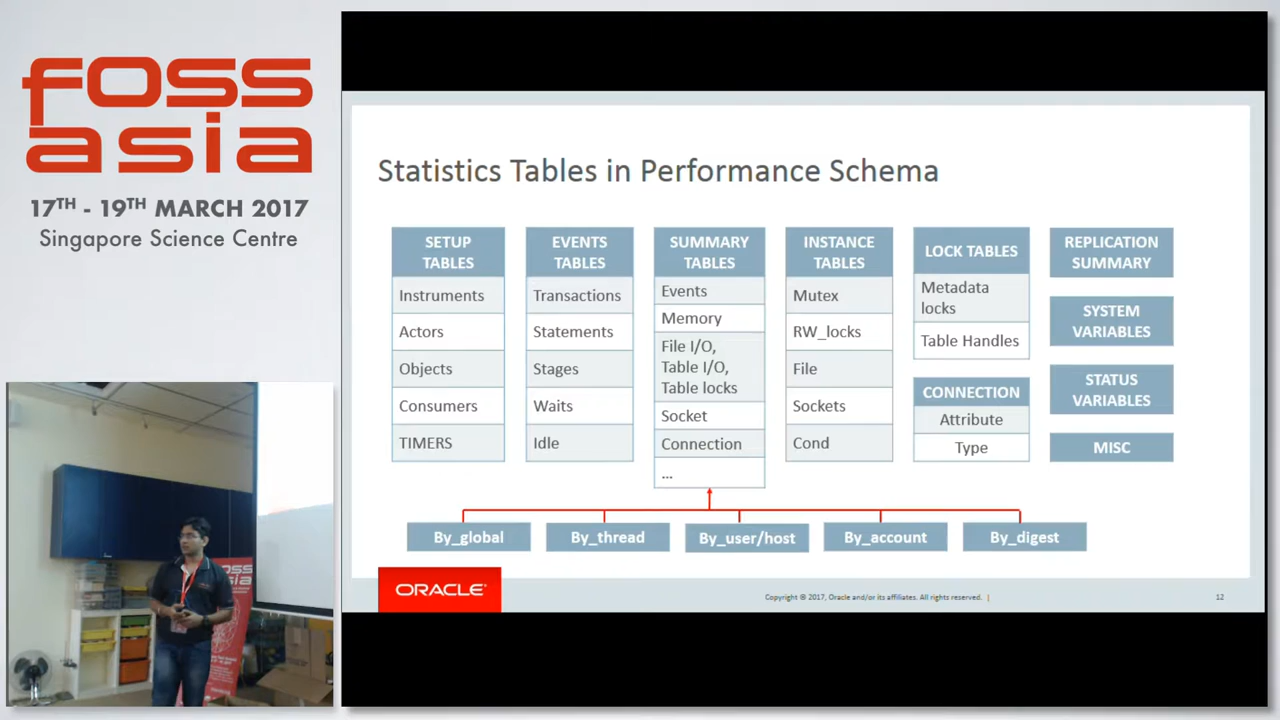 foss
asia
17TH - 19TH MARCH 2017
Singapore Science Centre
Statistics Tables in Performance Schema
SETUP
TABLES
Instruments
Actors
Objects
Consumers
TIMERS
EVENTS
TABLES
Transactions
Statements
Stages
Waits
Idle
SUMMARY
TABLES
Events
Memory
File I/O,
Table I/O,
Table locks
Socket
Connection
...
INSTANCE
TABLES
Mutex
RW_locks
File
Sockets
Cond
LOCK TABLES
Metadata
locks
Table Handles
CONNECTION
Attribute
Type
REPLICATION
SUMMARY
SYSTEM
VARIABLES
STATUS
VARIABLES
MISC
By_global
By_thread
By_user/host
By_account
By_digest
ORACLE
Copyright © 2017, Oracle and/or its affiliates. All rights reserved. |
12
FOSS
ASIA